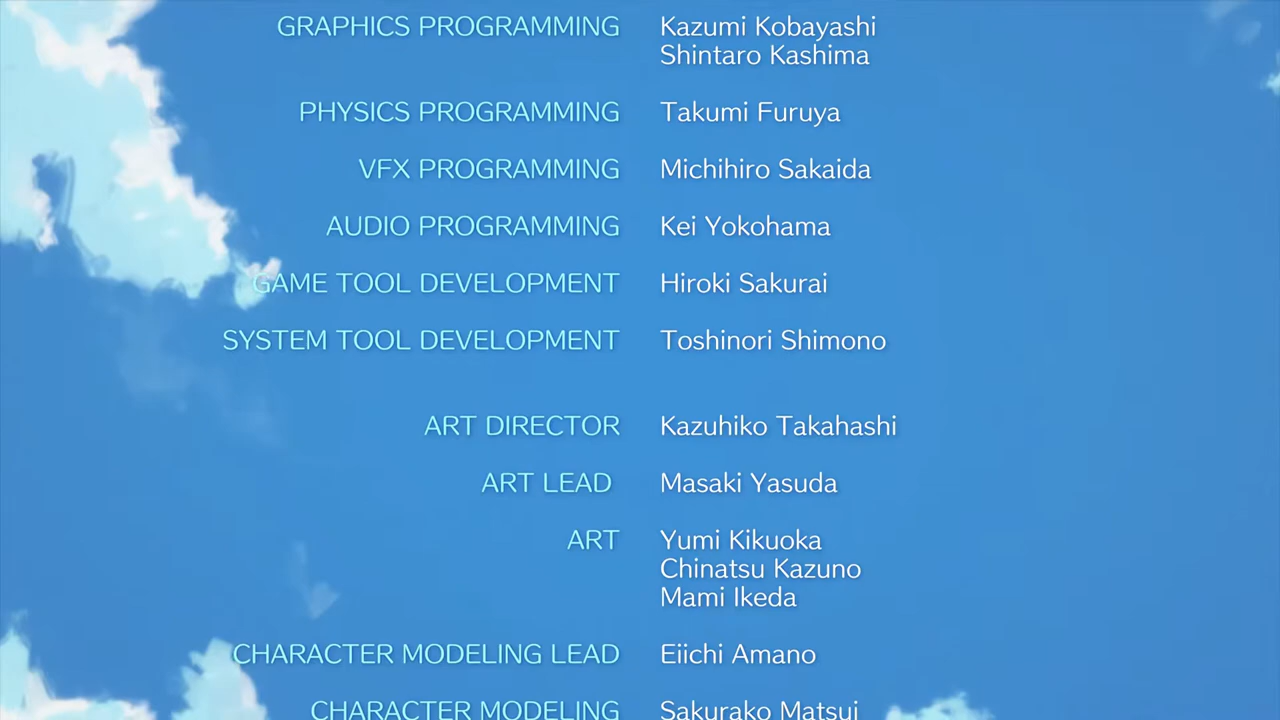 GRAPHICS PROGRAMMING Kazumi Kobayashi
Shintaro Kashima
PHYSICS PROGRAMMING Takumi Furuya
VFX PROGRAMMING Michihiro Sakaida
AUDIO PROGRAMMING Kei Yokohama
GAME TOOL DEVELOPMENT Hiroki Sakurai
SYSTEM TOOL DEVELOPMENT Toshinori Shimono
ART DIRECTOR Kazuhiko Takahashi
ART LEAD Masaki Yasuda
ART Yumi Kikuoka
Chinatsu Kazuno
Mami Ikeda
CHARACTER MODELING LEAD Eiichi Amano
CHARACTER MODELING Sakurako Matsui